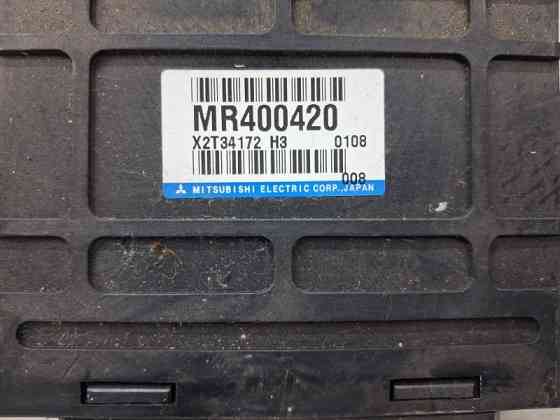 MR400420
X2T34172 H3 0108
008
MITSUBISHI ELECTRIC CORP.,JAPAN